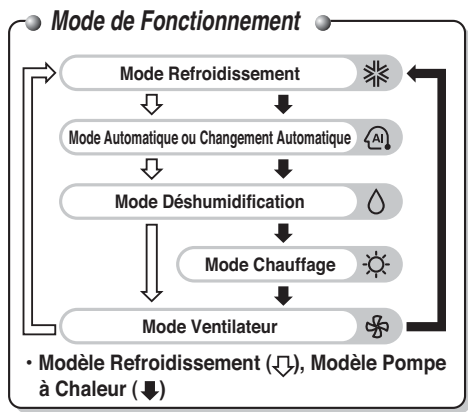 Mode de Fonctionnement
Mode Refroidissement
Mode Automatique ou Changement Automatique
AI
Mode Déshumidification
Mode Chauffage
Mode Ventilateur
· Modèle Refroidissement (⇩), Modèle Pompe
à Chaleur (⬇)